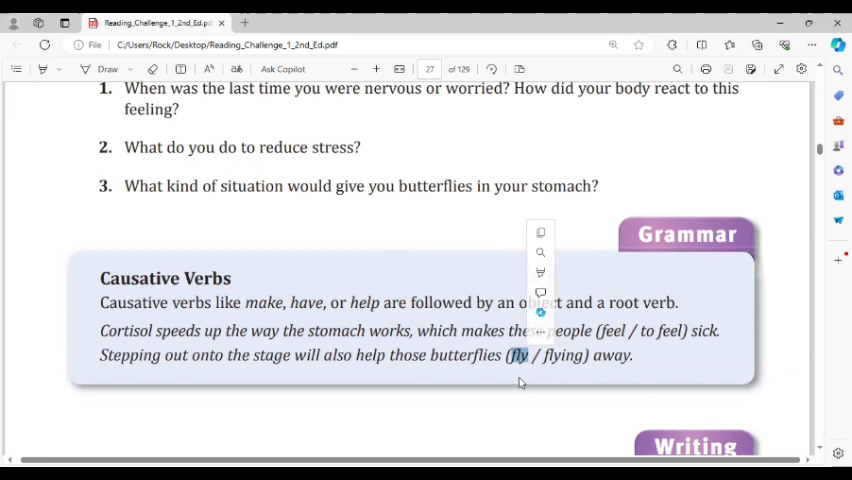 Reading_Challenge_1_2nd_Ed.pdf
File C:/Users/Rock/Desktop/Reading_Challenge_1_2nd_Ed.pdf
Draw Ask Copilot 27 of 129
1. When was the last time you were nervous or worried? How did your body react to this
feeling?
2. What do you do to reduce stress?
3. What kind of situation would give you butterflies in your stomach?
Grammar
Causative Verbs
Causative verbs like make, have, or help are followed by an object and a root verb.
Cortisol speeds up the way the stomach works, which makes these people (feel / to feel) sick.
Stepping out onto the stage will also help those butterflies (fly / flying) away.
Writing